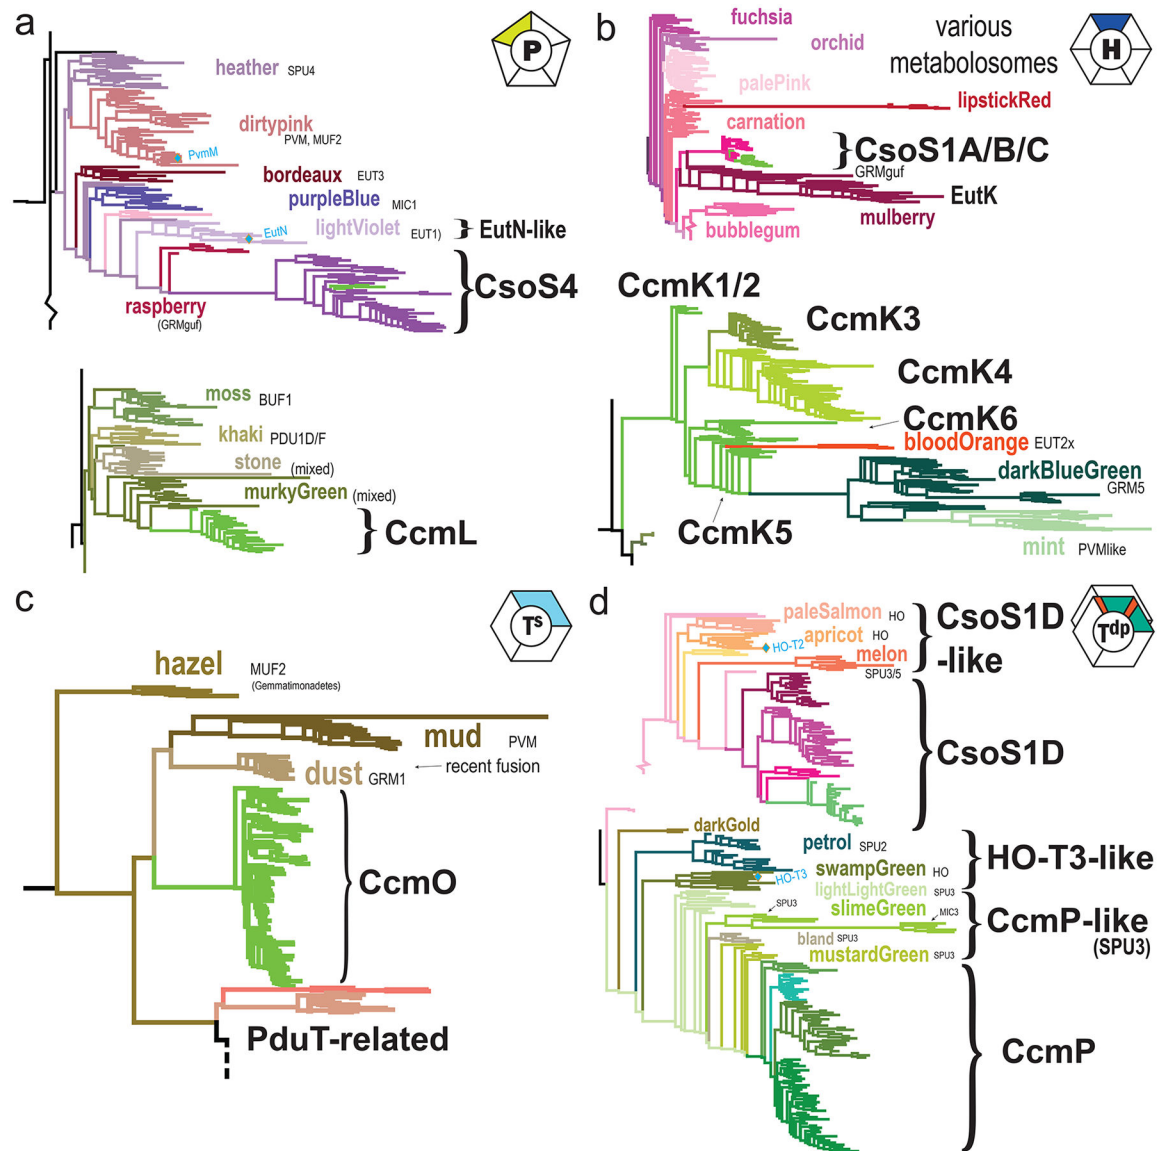 a
P
heather SPU4
dirtypink
PVM, MUF2
PvmM
bordeaux EUT3
purpleBlue MIC1
lightViolet EUT1)
EutN
EutN-like
CsoS4
raspberry
(GRMguf)
moss BUF1
khaki PDU1D/F
stone (mixed)
murkyGreen (mixed)
CcmL
b
H
fuchsia
orchid
various
metabolosomes
palePink
lipstickRed
carnation
CsoS1A/B/C
GRMguf
EutK
mulberry
bubblegum
CcmK1/2
CcmK3
CcmK4
CcmK6
bloodOrange EUT2x
darkBlueGreen
GRM5
CcmK5
mint PVMlike
c
Ts
hazel MUF2
(Gemmatimonadetes)
mud PVM
dust GRM1
recent fusion
CcmO
PduT-related
d
Tdp
paleSalmon HO
apricot HO
HO-T2
melon
SPU3/5
CsoS1D
-like
CsoS1D
darkGold
petrol SPU2
swampGreen HO
HO-T3
HO-T3-like
lightLightGreen SPU3
SPU3
slimeGreen
MIC3
CcmP-like
(SPU3)
bland SPU3
mustardGreen SPU3
CcmP